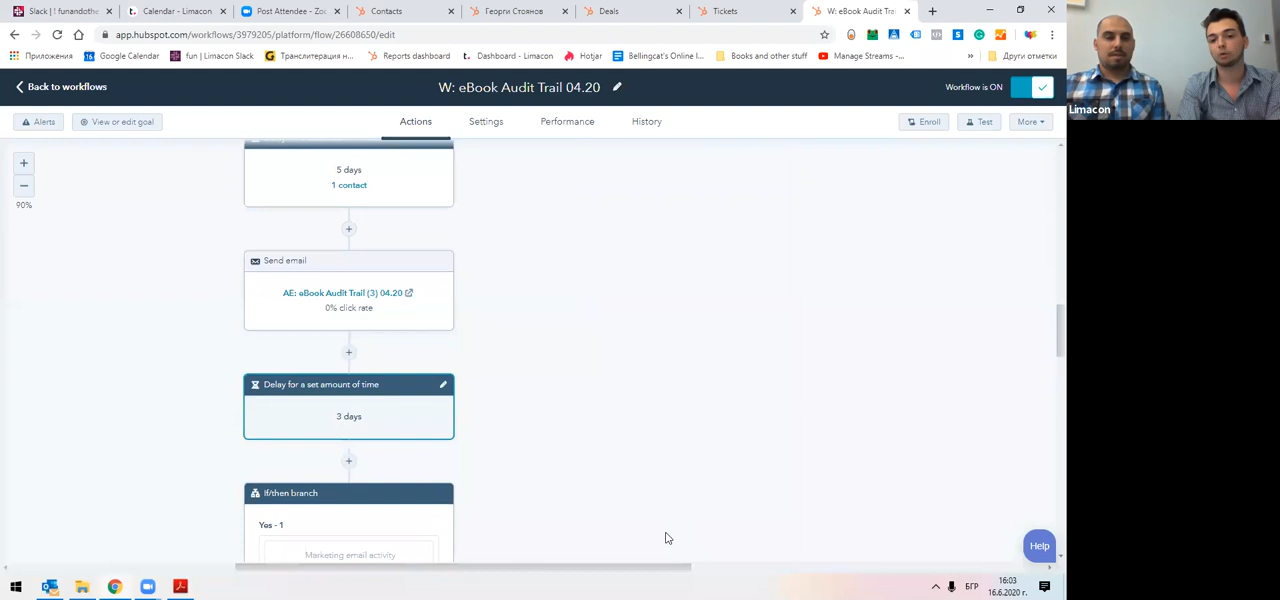 Slack | ! funandothe
Calendar - Limacon
Post Attendee - Zoo
Contacts
Георги Стоянов
Deals
Tickets
W: eBook Audit Trai
app.hubspot.com/workflows/3979205/platform/flow/26608650/edit
Приложения
Google Calendar
fun | Limacon Slack
Транслитерация н...
Reports dashboard
Dashboard - Limacon
Hotjar
Bellingcat's Online I...
Books and other stuff
Manage Streams -...
»
Други отметки
Back to workflows
W: eBook Audit Trail 04.20
Workflow is ON
Alerts
View or edit goal
Actions
Settings
Performance
History
Enroll
Test
More
90%
5 days
1 contact
Send email
AE: eBook Audit Trail (3) 04.20
0% click rate
Delay for a set amount of time
3 days
If/then branch
Yes - 1
Marketing email activity
Help
Limacon
БГР
16:03
16.6.2020 г.